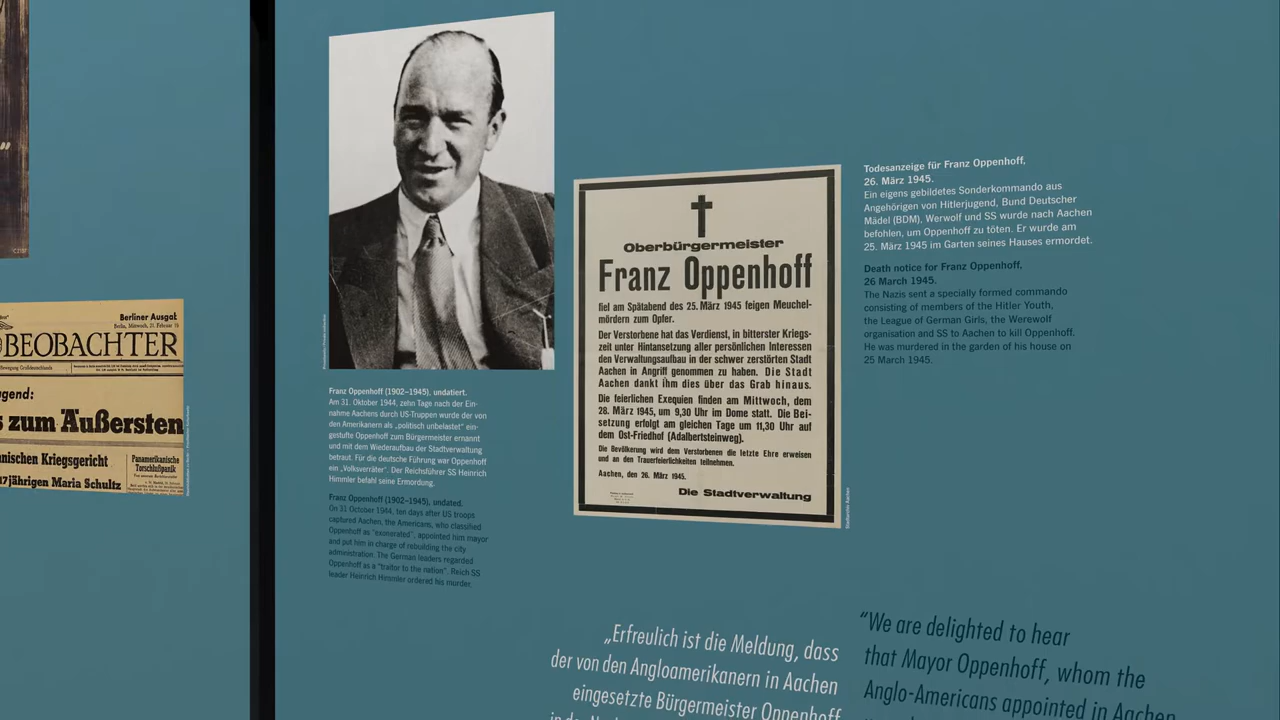 Berliner Ausgabe
BEOBACHTER
zum Äußersten
Kriegsgericht
Panamerikanische
Torschlußpanik
17jährigen Maria Schultz
Franz Oppenhoff (1902–1945), undatiert.
Am 31. Oktober 1944, zehn Tage nach der Ein-
nahme Aachens durch US-Truppen wurde der von
den Amerikanern als „politisch unbelastet“ ein-
gestufte Oppenhoff zum Bürgermeister ernannt
und mit dem Wiederaufbau der Stadtverwaltung
betraut. Für die deutsche Führung war Oppenhoff
ein „Volksverräter“. Der Reichsführer SS Heinrich
Himmler befahl seine Ermordung.
Franz Oppenhoff (1902–1945), undated.
On 31 October 1944, ten days after US troops
captured Aachen, the Americans, who classified
Oppenhoff as “exonerated”, appointed him mayor
and put him in charge of rebuilding the city
administration. The German leaders regarded
Oppenhoff as a “traitor to the nation”. Reich SS
leader Heinrich Himmler ordered his murder.
Oberbürgermeister
Franz Oppenhoff
fiel am Spätabend des 25. März 1945 feigen Meuchel-
mördern zum Opfer.
Der Verstorbene hat das Verdienst, in bitterster Kriegs-
zeit unter Hintansetzung aller persönlichen Interessen
den Verwaltungsaufbau in der schwer zerstörten Stadt
Aachen in Angriff genommen zu haben. Die Stadt
Aachen dankt ihm dies über das Grab hinaus.
Die feierlichen Exequien finden am Mittwoch, dem
28. März 1945, um 9,30 Uhr im Dome statt. Die Bei-
setzung erfolgt am gleichen Tage um 11,30 Uhr auf
dem Ost-Friedhof (Adalbertsteinweg).
Die Bevölkerung wird dem Verstorbenen die letzte Ehre erweisen
und an den Trauerfeierlichkeiten teilnehmen.
Aachen, den 26. März 1945.
Die Stadtverwaltung
Stadtarchiv Aachen
Todesanzeige für Franz Oppenhoff,
26. März 1945.
Ein eigens gebildetes Sonderkommando aus
Angehörigen von Hitlerjugend, Bund Deutscher
Mädel (BDM), Werwolf und SS wurde nach Aachen
befohlen, um Oppenhoff zu töten. Er wurde am
25. März 1945 im Garten seines Hauses ermordet.
Death notice for Franz Oppenhoff,
26 March 1945.
The Nazis sent a specially formed commando
consisting of members of the Hitler Youth,
the League of German Girls, the Werewolf
organisation and SS to Aachen to kill Oppenhoff.
He was murdered in the garden of his house on
25 March 1945.
„Erfreulich ist die Meldung, dass
der von den Angloamerikanern in Aachen
eingesetzte Bürgermeister Oppenhoff
“We are delighted to hear
that Mayor Oppenhoff, whom the
Anglo-Americans appointed in Aachen